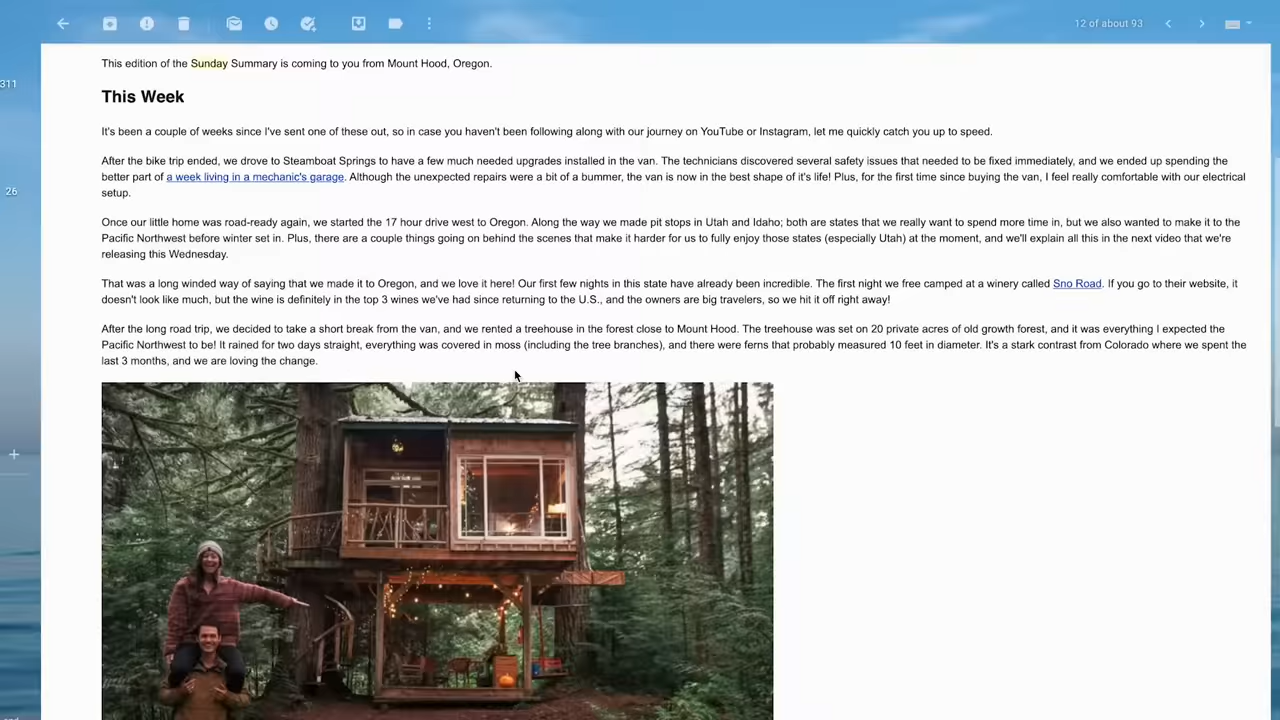 12 of about 93
311
26
This edition of the Sunday Summary is coming to you from Mount Hood, Oregon.
This Week
It's been a couple of weeks since I've sent one of these out, so in case you haven't been following along with our journey on YouTube or Instagram, let me quickly catch you up to speed.
After the bike trip ended, we drove to Steamboat Springs to have a few much needed upgrades installed in the van. The technicians discovered several safety issues that needed to be fixed immediately, and we ended up spending the
better part of a week living in a mechanic's garage. Although the unexpected repairs were a bit of a bummer, the van is now in the best shape of it's life! Plus, for the first time since buying the van, I feel really comfortable with our electrical
setup.
Once our little home was road-ready again, we started the 17 hour drive west to Oregon. Along the way we made pit stops in Utah and Idaho; both are states that we really want to spend more time in, but we also wanted to make it to the
Pacific Northwest before winter set in. Plus, there are a couple things going on behind the scenes that make it harder for us to fully enjoy those states (especially Utah) at the moment, and we'll explain all this in the next video that we're
releasing this Wednesday.
That was a long winded way of saying that we made it to Oregon, and we love it here! Our first few nights in this state have already been incredible. The first night we free camped at a winery called Sno Road. If you go to their website, it
doesn't look like much, but the wine is definitely in the top 3 wines we've had since returning to the U.S., and the owners are big travelers, so we hit it off right away!
After the long road trip, we decided to take a short break from the van, and we rented a treehouse in the forest close to Mount Hood. The treehouse was set on 20 private acres of old growth forest, and it was everything I expected the
Pacific Northwest to be! It rained for two days straight, everything was covered in moss (including the tree branches), and there were ferns that probably measured 10 feet in diameter. It's a stark contrast from Colorado where we spent the
last 3 months, and we are loving the change.